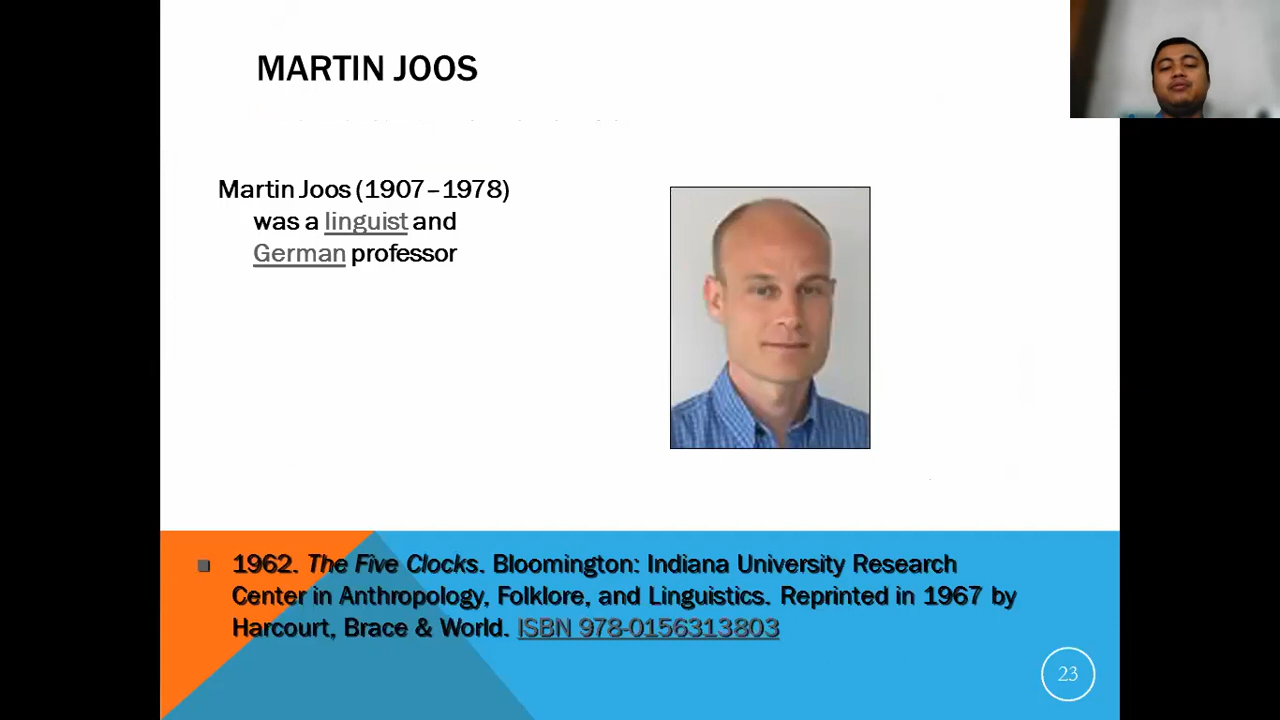 MARTIN JOOS
Martin Joos (1907–1978)
was a linguist and
German professor
1962. The Five Clocks. Bloomington: Indiana University Research
Center in Anthropology, Folklore, and Linguistics. Reprinted in 1967 by
Harcourt, Brace & World. ISBN 978-0156313803
23